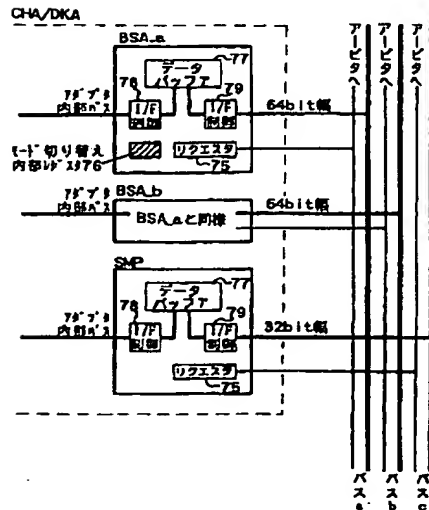 CHA/DKA
BSA_a
77
データ
バッファ
78
79
I/F
制御
I/F
制御
アダプタ
内部バス
64bit幅
モード切り替え
内部レジスタ76
リクエスタ
75
アダプタ
内部バス
BSA_b
64bit幅
BSA_aと同様
SMP
77
データ
バッファ
78
79
I/F
制御
I/F
制御
アダプタ
内部バス
32bit幅
リクエスタ
75
アービタへ
アービタへ
アービタへ
バスa
バスb
バスc